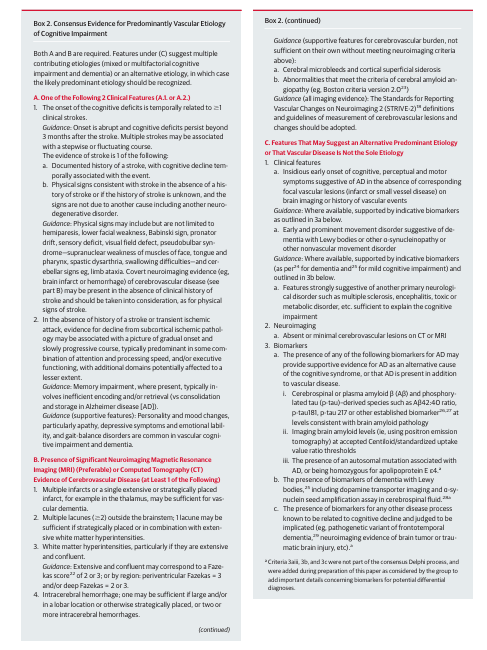 Box 2. Consensus Evidence for Predominantly Vascular Etiology
of Cognitive Impairment
Both A and B are required. Features under (C) suggest multiple
contributing etiologies (mixed or multifactorial cognitive
impairment and dementia) or an alternative etiology, in which case
the likely predominant etiology should be recognized.
A. One of the Following 2 Clinical Features (A.1. or A.2.)
1. The onset of the cognitive deficits is temporally related to ≥1
clinical strokes.
Guidance: Onset is abrupt and cognitive deficits persist beyond
3 months after the stroke. Multiple strokes may be associated
with a stepwise or fluctuating course.
The evidence of stroke is 1 of the following:
a. Documented history of a stroke, with cognitive decline tem-
porally associated with the event.
b. Physical signs consistent with stroke in the absence of a his-
tory of stroke or if the history of stroke is unknown, and the
signs are not due to another cause including another neuro-
degenerative disorder.
Guidance: Physical signs may include but are not limited to
hemiparesis, lower facial weakness, Babinski sign, pronator
drift, sensory deficit, visual field defect, pseudobulbar syn-
drome—supranuclear weakness of muscles of face, tongue and
pharynx, spastic dysarthria, swallowing difficulties—and cer-
ebellar signs eg, limb ataxia. Covert neuroimaging evidence (eg,
brain infarct or hemorrhage) of cerebrovascular disease (see
part B) may be present in the absence of clinical history of
stroke and should be taken into consideration, as for physical
signs of stroke.
2. In the absence of history of a stroke or transient ischemic
attack, evidence for decline from subcortical ischemic pathol-
ogy may be associated with a picture of gradual onset and
slowly progressive course, typically predominant in some com-
bination of attention and processing speed, and/or executive
functioning, with additional domains potentially affected to a
lesser extent.
Guidance: Memory impairment, where present, typically in-
volves inefficient encoding and/or retrieval (vs consolidation
and storage in Alzheimer disease [AD]).
Guidance (supportive features): Personality and mood changes,
particularly apathy, depressive symptoms and emotional labil-
ity, and gait-balance disorders are common in vascular cogni-
tive impairment and dementia.
B. Presence of Significant Neuroimaging Magnetic Resonance
Imaging (MRI) (Preferable) or Computed Tomography (CT)
Evidence of Cerebrovascular Disease (at Least 1 of the Following)
1. Multiple infarcts or a single extensive or strategically placed
infarct, for example in the thalamus, may be sufficient for vas-
cular dementia.
2. Multiple lacunes (≥2) outside the brainstem; 1 lacune may be
sufficient if strategically placed or in combination with exten-
sive white matter hyperintensities.
3. White matter hyperintensities, particularly if they are extensive
and confluent.
Guidance: Extensive and confluent may correspond to a Faze-
kas score²² of 2 or 3; or by region: periventricular Fazekas = 3
and/or deep Fazekas = 2 or 3.
4. Intracerebral hemorrhage; one may be sufficient if large and/or
in a lobar location or otherwise strategically placed, or two or
more intracerebral hemorrhages.
(continued)
Box 2. (continued)
Guidance (supportive features for cerebrovascular burden, not
sufficient on their own without meeting neuroimaging criteria
above):
a. Cerebral microbleeds and cortical superficial siderosis
b. Abnormalities that meet the criteria of cerebral amyloid an-
giopathy (eg, Boston criteria version 2.0²³)
Guidance (all imaging evidence): The Standards for Reporting
Vascular Changes on Neuroimaging 2 (STRIVE-2)¹⁸ definitions
and guidelines of measurement of cerebrovascular lesions and
changes should be adopted.
C. Features That May Suggest an Alternative Predominant Etiology
or That Vascular Disease Is Not the Sole Etiology
1. Clinical features
a. Insidious early onset of cognitive, perceptual and motor
symptoms suggestive of AD in the absence of corresponding
focal vascular lesions (infarct or small vessel disease) on
brain imaging or history of vascular events
Guidance: Where available, supported by indicative biomarkers
as outlined in 3a below.
a. Early and prominent movement disorder suggestive of de-
mentia with Lewy bodies or other α-synucleinopathy or
other nonvascular movement disorder
Guidance: Where available, supported by indicative biomarkers
(as per²⁴ for dementia and²⁵ for mild cognitive impairment) and
outlined in 3b below.
a. Features strongly suggestive of another primary neurologi-
cal disorder such as multiple sclerosis, encephalitis, toxic or
metabolic disorder, etc. sufficient to explain the cognitive
impairment
2. Neuroimaging
a. Absent or minimal cerebrovascular lesions on CT or MRI
3. Biomarkers
a. The presence of any of the following biomarkers for AD may
provide supportive evidence for AD as an alternative cause
of the cognitive syndrome, or that AD is present in addition
to vascular disease.
i. Cerebrospinal or plasma amyloid β (Aβ) and phosphory-
lated tau (p-tau)–derived species such as Aβ42:40 ratio,
p-tau181, p-tau 217 or other established biomarker²⁶,²⁷ at
levels consistent with brain amyloid pathology
ii. Imaging brain amyloid levels (ie, using positron emission
tomography) at accepted Centiloid/standardized uptake
value ratio thresholds
iii. The presence of an autosomal mutation associated with
AD, or being homozygous for apolipoprotein E ε4.ᵃ
b. The presence of biomarkers of dementia with Lewy
bodies,²⁵ including dopamine transporter imaging and α-sy-
nuclein seed amplification assay in cerebrospinal fluid.²⁸ᵃ
c. The presence of biomarkers for any other disease process
known to be related to cognitive decline and judged to be
implicated (eg, pathogenetic variant of frontotemporal
dementia,²⁹ neuroimaging evidence of brain tumor or trau-
matic brain injury, etc).ᵃ
ᵃ Criteria 3aiii, 3b, and 3c were not part of the consensus Delphi process, and
were added during preparation of this paper as considered by the group to
add important details concerning biomarkers for potential differential
diagnoses.